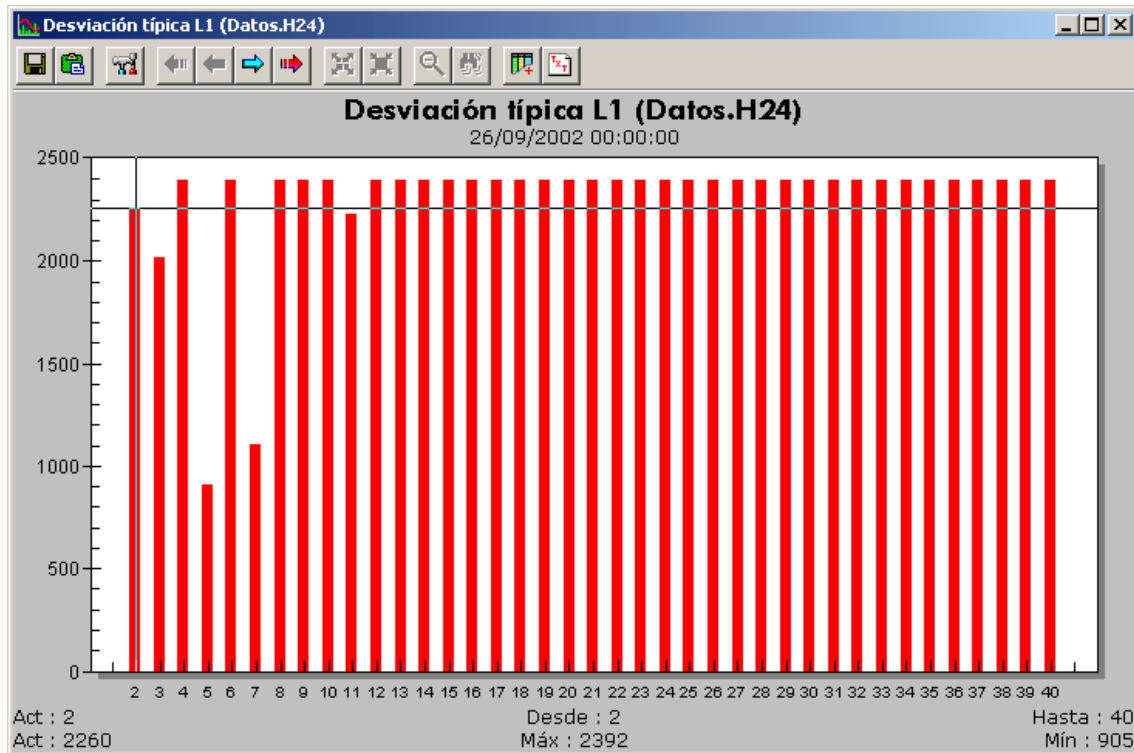 Desviación típica L1 (Datos.H24)
TXT
Desviación típica L1 (Datos.H24)
26/09/2002 00:00:00
2500
2000
1500
1000
500
0
2 3 4 5 6 7 8 9 10 11 12 13 14 15 16 17 18 19 20 21 22 23 24 25 26 27 28 29 30 31 32 33 34 35 36 37 38 39 40
Act : 2 Desde : 2 Hasta : 40
Act : 2260 Máx : 2392 Mín : 905